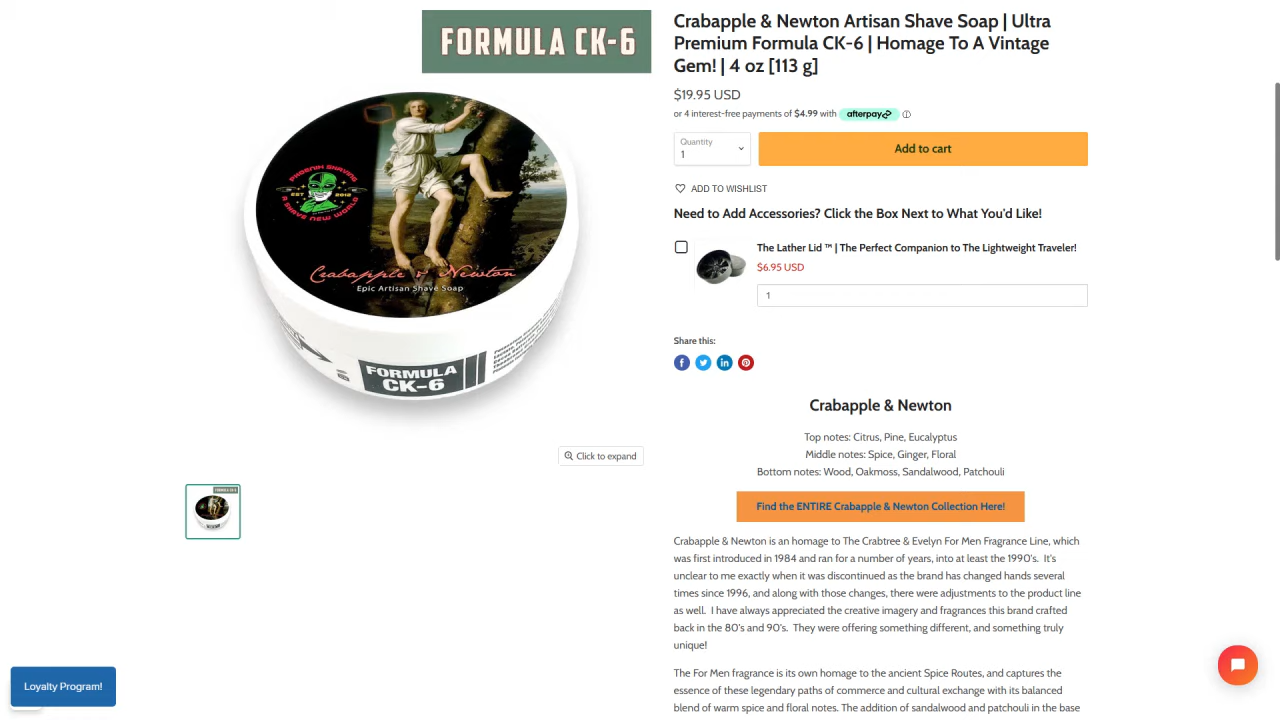 FORMULA CK-6
PHOENIX SHAVING
EST 2012
A SHAVE NEW WORLD
Crabapple & Newton
Epic Artisan Shave Soap
FORMULA
CK-6
Click to expand
Crabapple & Newton Artisan Shave Soap | Ultra
Premium Formula CK-6 | Homage To A Vintage
Gem! | 4 oz [113 g]
$19.95 USD
or 4 interest-free payments of $4.99 with afterpay
Quantity
1
Add to cart
ADD TO WISHLIST
Need to Add Accessories? Click the Box Next to What You'd Like!
The Lather Lid ™ | The Perfect Companion to The Lightweight Traveler!
$6.95 USD
1
Share this:
Crabapple & Newton
Top notes: Citrus, Pine, Eucalyptus
Middle notes: Spice, Ginger, Floral
Bottom notes: Wood, Oakmoss, Sandalwood, Patchouli
Find the ENTIRE Crabapple & Newton Collection Here!
Crabapple & Newton is an homage to The Crabtree & Evelyn For Men Fragrance Line, which
was first introduced in 1984 and ran for a number of years, into at least the 1990's. It's
unclear to me exactly when it was discontinued as the brand has changed hands several
times since 1996, and along with those changes, there were adjustments to the product line
as well. I have always appreciated the creative imagery and fragrances this brand crafted
back in the 80's and 90's. They were offering something different, and something truly
unique!
The For Men fragrance is its own homage to the ancient Spice Routes, and captures the
essence of these legendary paths of commerce and cultural exchange with its balanced
blend of warm spice and floral notes. The addition of sandalwood and patchouli in the base
Loyalty Program!